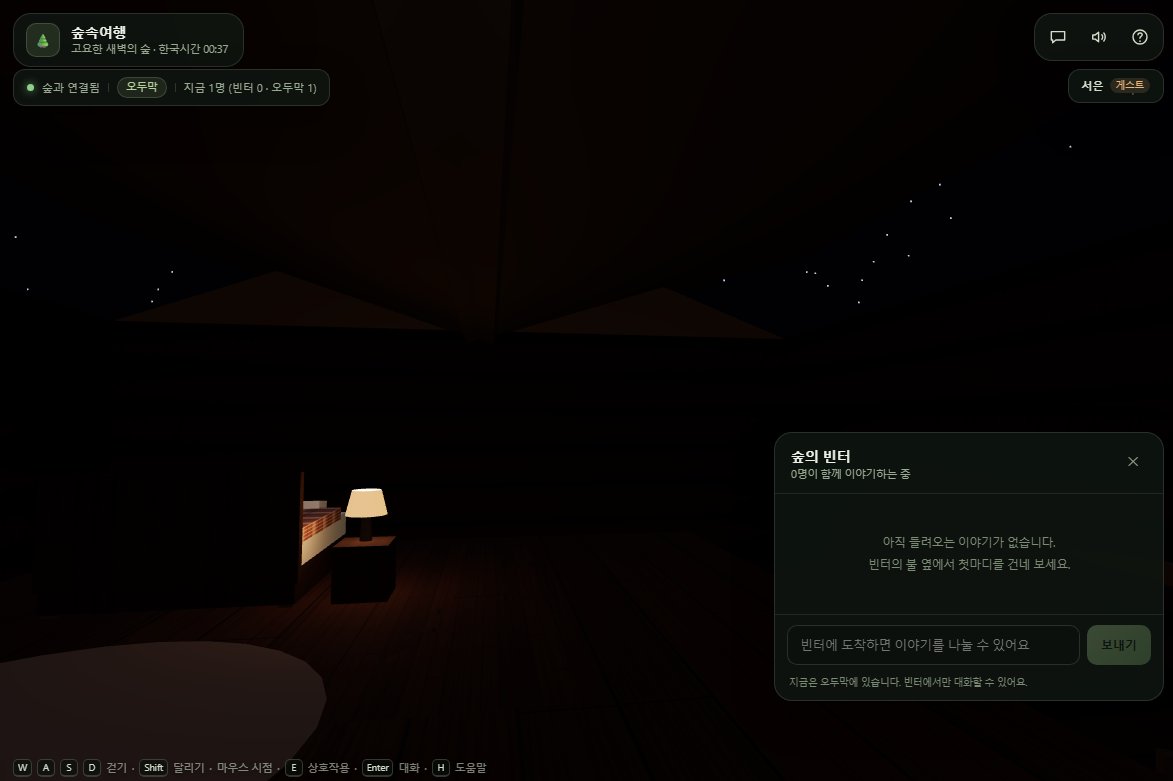 숲속여행
고요한 새벽의 숲 · 한국시간 00:37
숲과 연결됨
오두막
지금 1명 (빈터 0 · 오두막 1)
서은 게스트
숲의 빈터
0명이 함께 이야기하는 중
아직 들려오는 이야기가 없습니다.
빈터의 불 옆에서 첫마디를 건네 보세요.
빈터에 도착하면 이야기를 나눌 수 있어요
보내기
지금은 오두막에 있습니다. 빈터에서만 대화할 수 있어요.
W A S D 걷기 · Shift 달리기 · 마우스 시점 · E 상호작용 · Enter 대화 · H 도움말